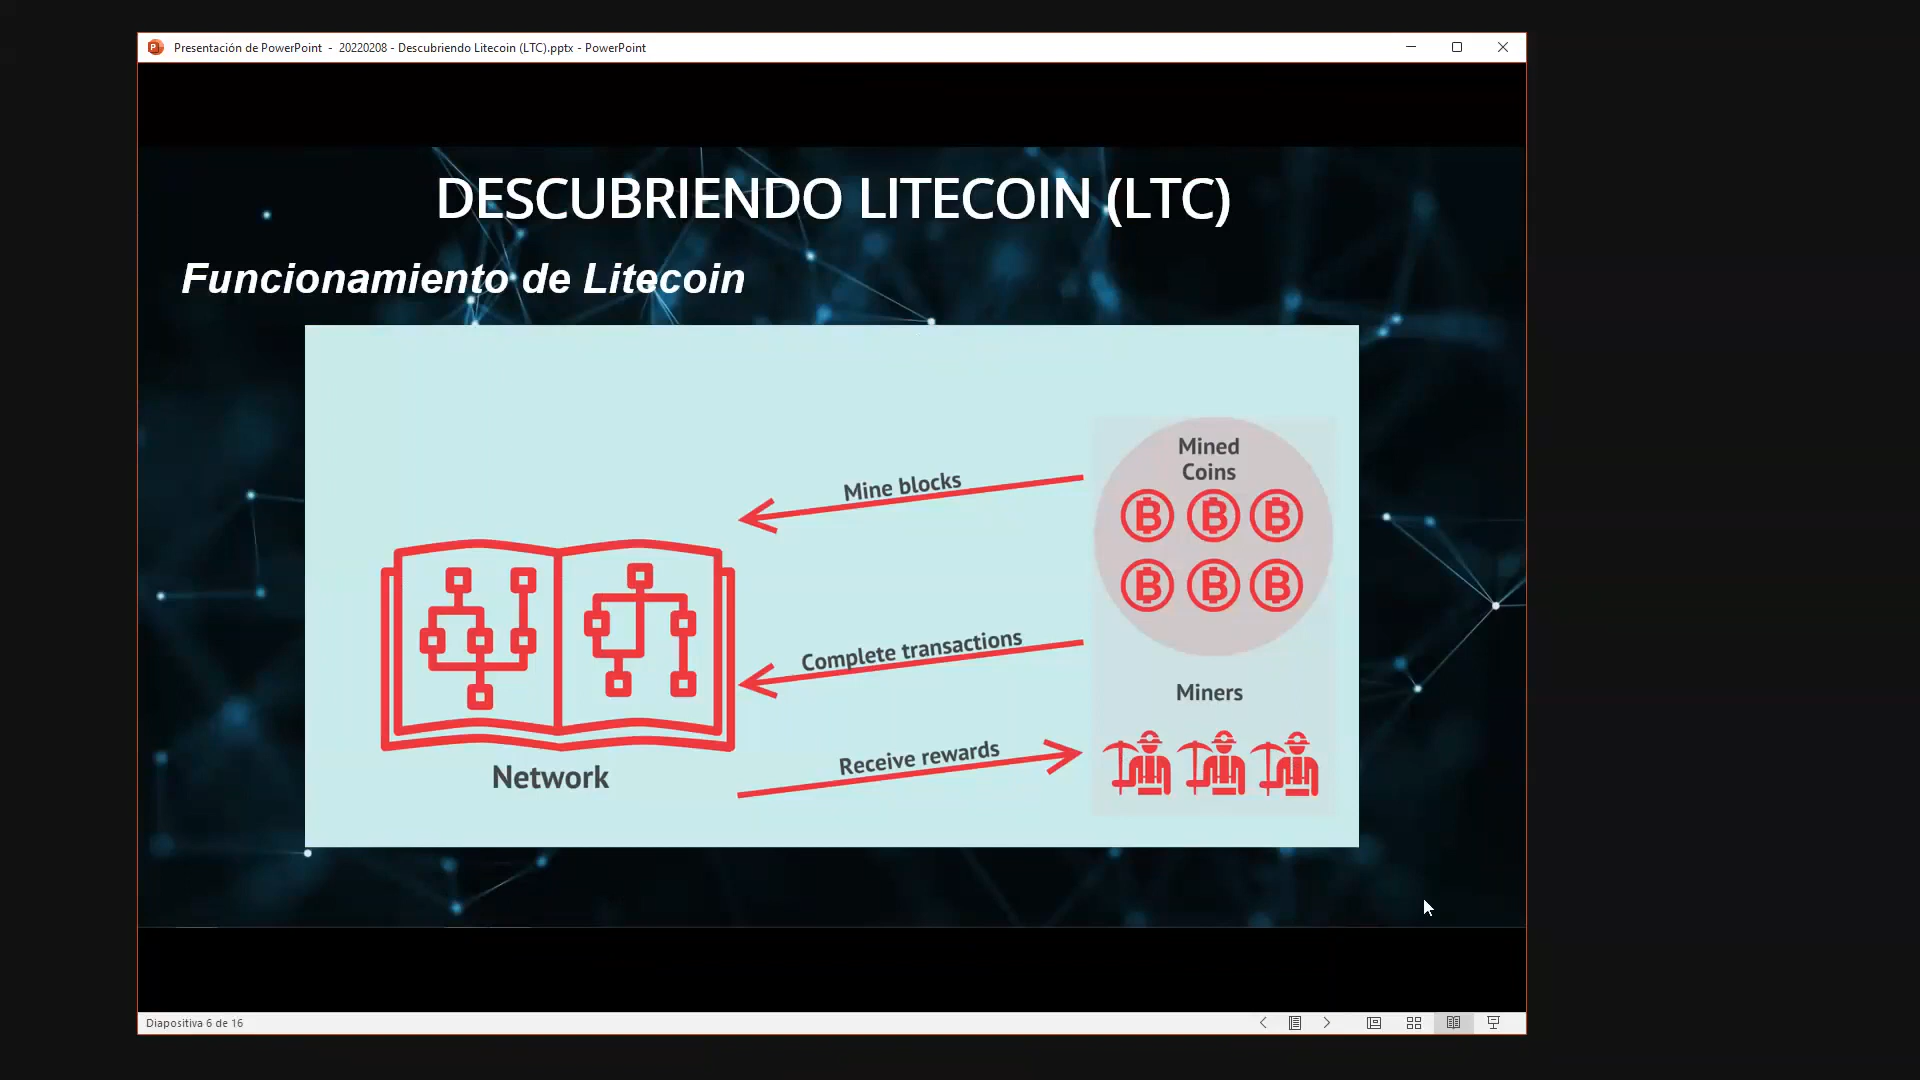 Presentación de PowerPoint - 20220208 - Descubriendo Litecoin (LTC).pptx - PowerPoint
DESCUBRIENDO LITECOIN (LTC)
Funcionamiento de Litecoin
Mined
Coins
Mine blocks
Complete transactions
Miners
Receive rewards
Network
Diapositiva 6 de 16